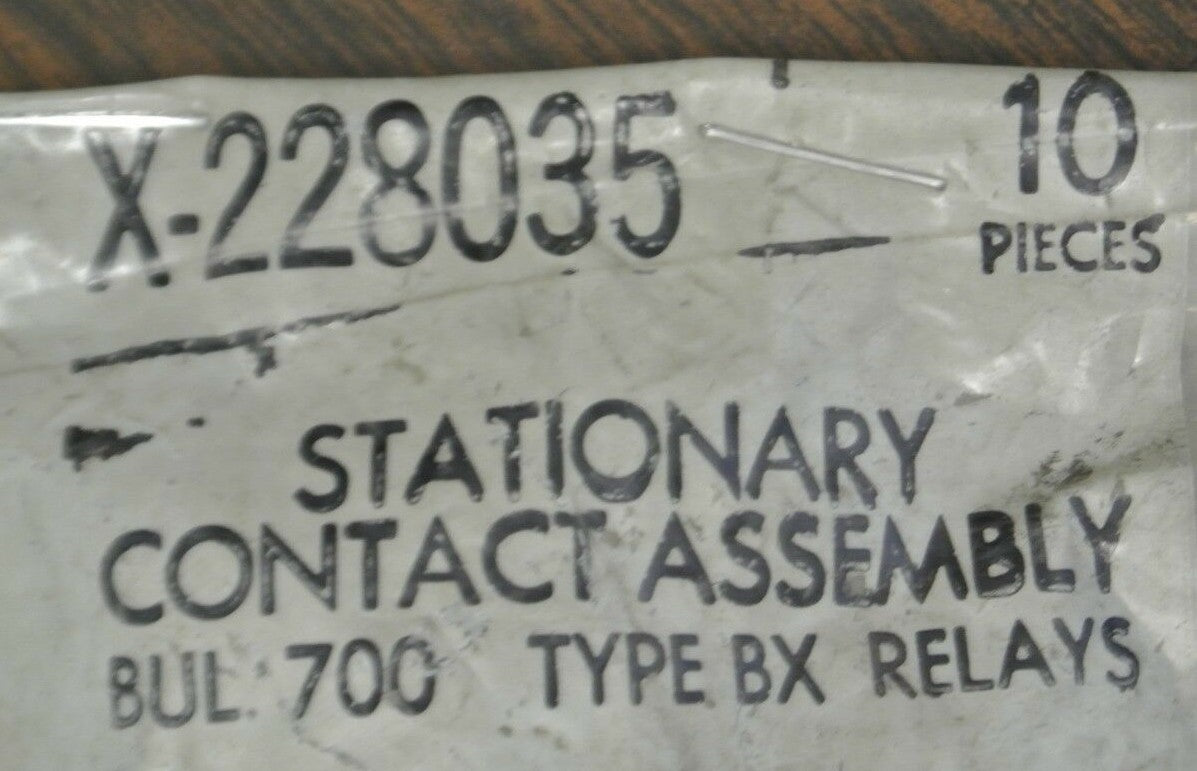 X-228035 10
PIECES
STATIONARY
CONTACT ASSEMBLY
BUL. 700 TYPE BX RELAYS